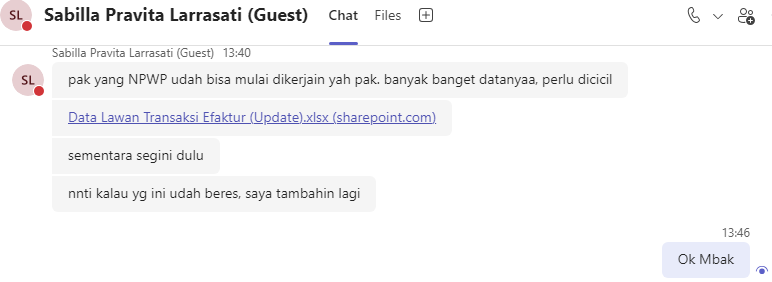 SL
Sabilla Pravita Larrasati (Guest)
Chat
Files
Sabilla Pravita Larrasati (Guest) 13:40
SL
pak yang NPWP udah bisa mulai dikerjain yah pak. banyak banget datanyaa, perlu dicicil
Data Lawan Transaksi Efaktur (Update).xlsx (sharepoint.com)
sementara segini dulu
nnti kalau yg ini udah beres, saya tambahin lagi
13:46
Ok Mbak